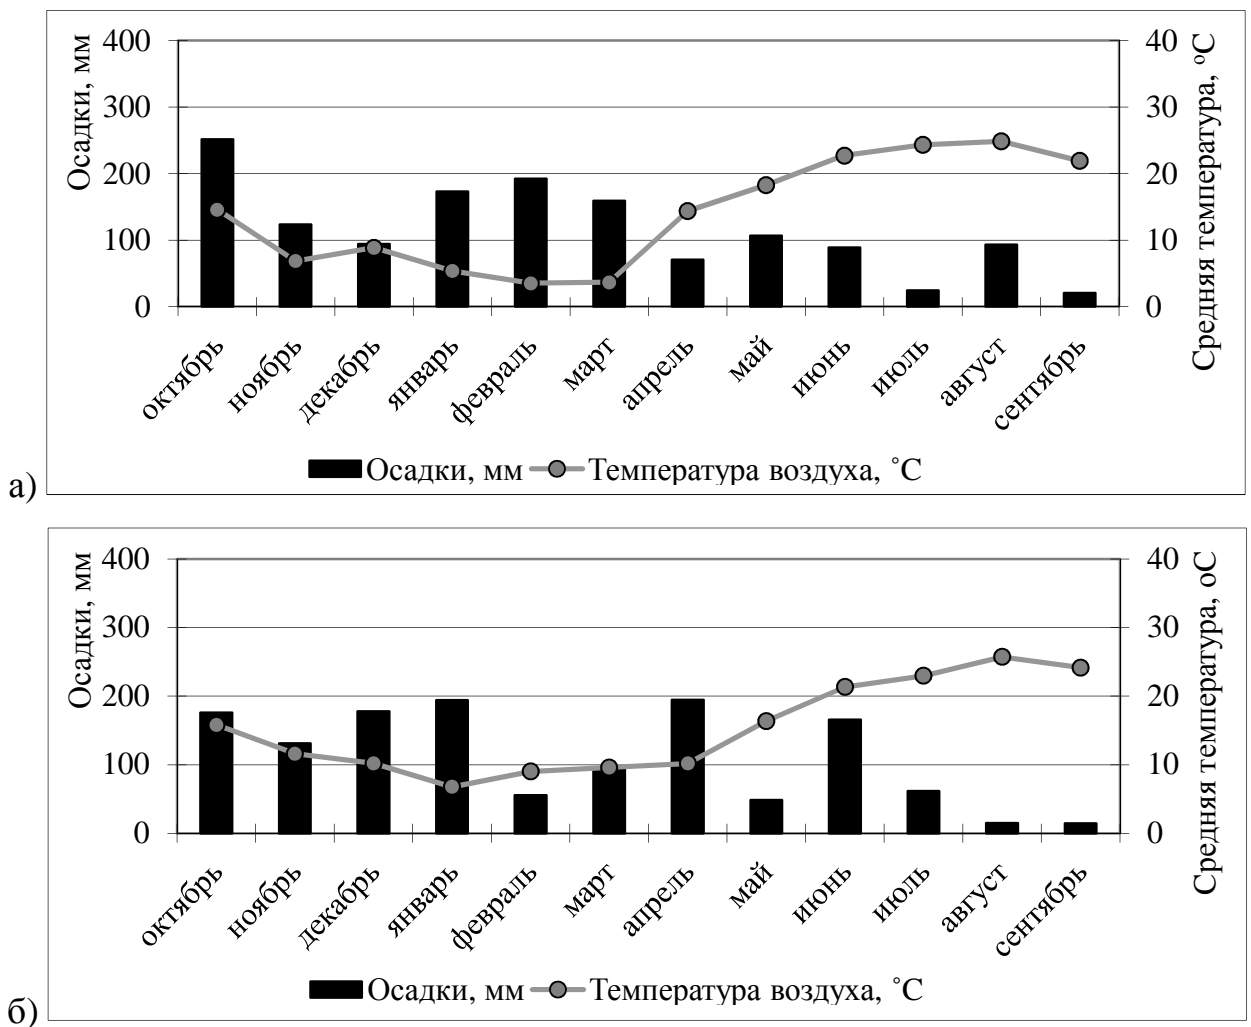 Осадки, мм
400
300
200
100
0
40
30
20
10
0
Средняя температура, °С
октябрь
ноябрь
декабрь
январь
февраль
март
апрель
май
июнь
июль
август
сентябрь
Осадки, мм
Температура воздуха, ˚С
а)
Осадки, мм
400
300
200
100
0
40
30
20
10
0
Средняя температура, оС
октябрь
ноябрь
декабрь
январь
февраль
март
апрель
май
июнь
июль
август
сентябрь
Осадки, мм
Температура воздуха, ˚С
б)